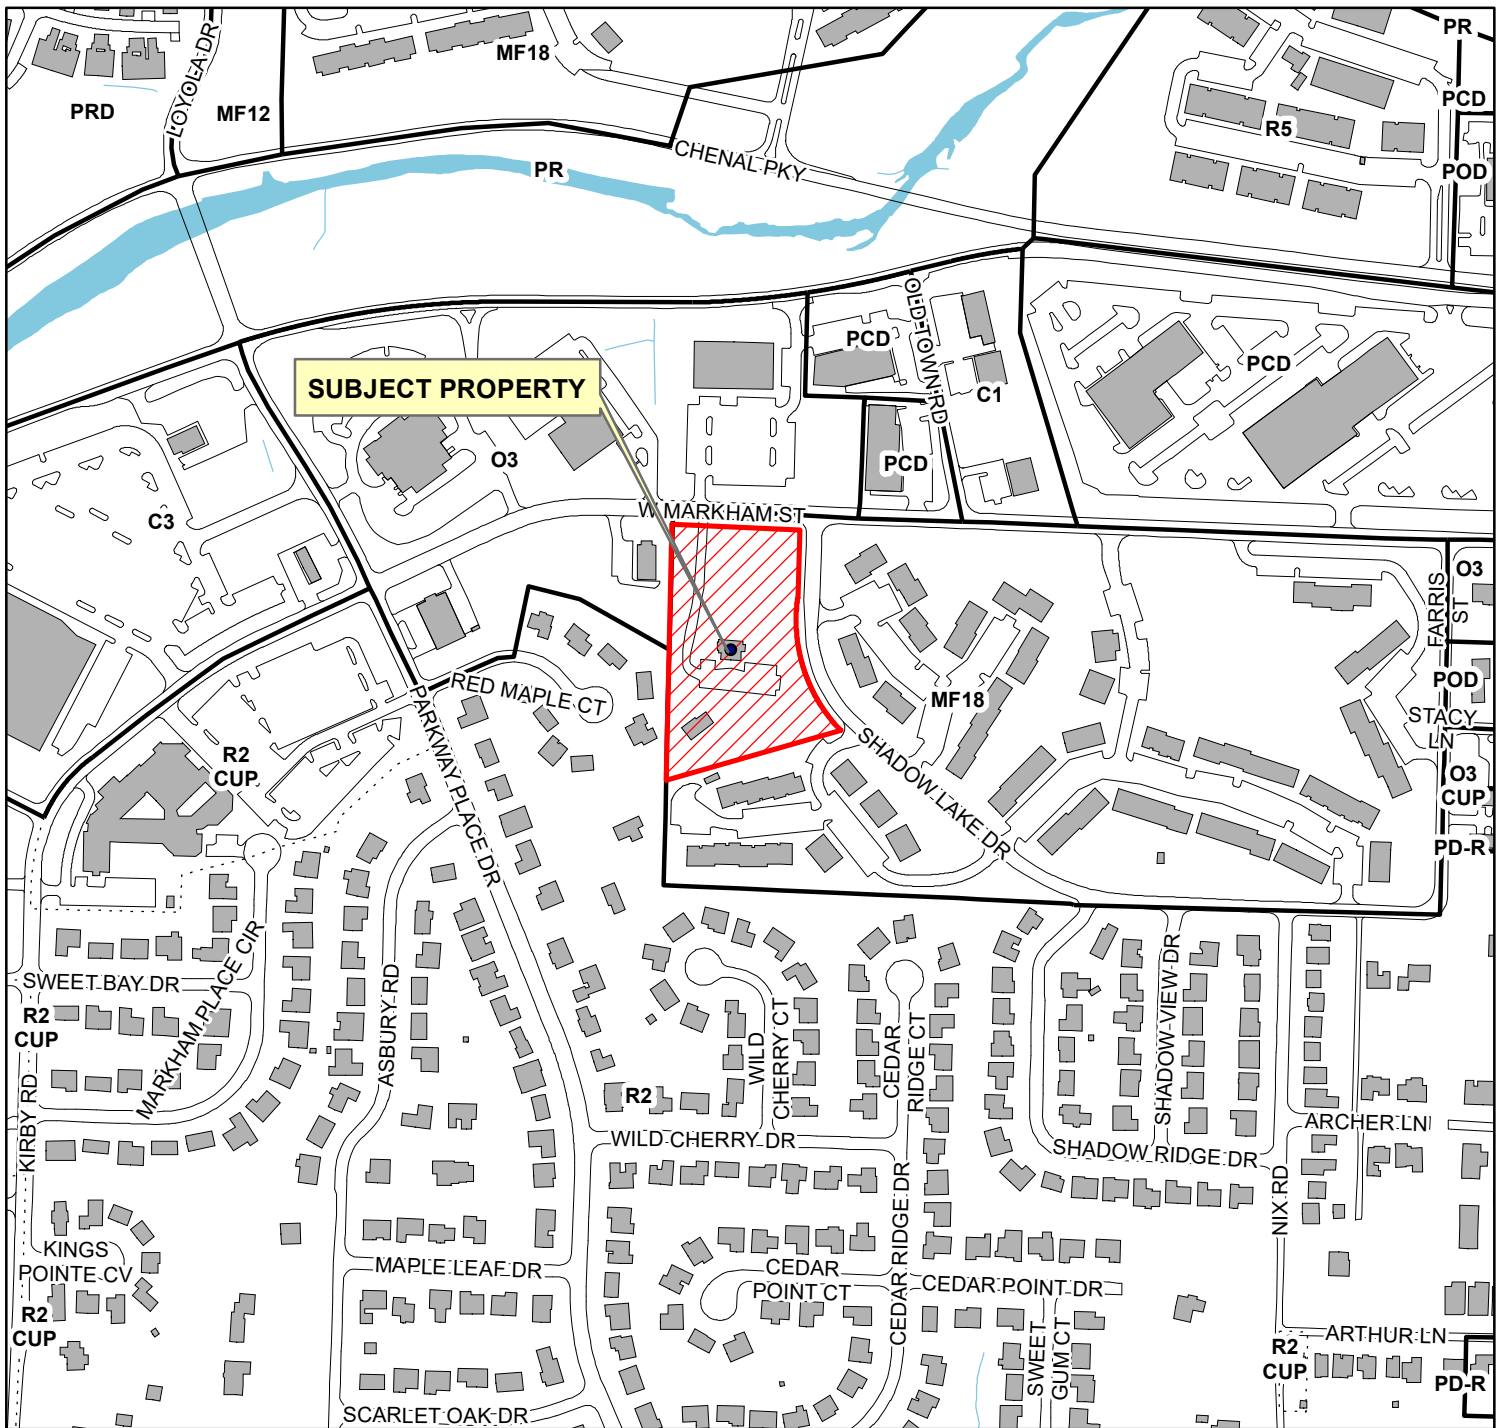 PR
MF18
LOYOLA DR
PRD
MF12
PCD
R5
CHENAL PKY
PR
POD
OLD TOWN RD
PCD
PCD
SUBJECT PROPERTY
C1
O3
PCD
W MARKHAM ST
C3
O3
FARRIS
ST
RED MAPLE CT
MF18
POD
STACY
LN
PARKWAY PLACE DR
R2
CUP
SHADOW LAKE DR
O3
CUP
PD-R
MARKHAM PLACE CIR
SWEET BAY DR
ASBURY RD
SHADOW VIEW DR
R2
CUP
WILD
CHERRY CT
CEDAR
RIDGE CT
KIRBY RD
R2
ARCHER LN
WILD CHERRY DR
SHADOW RIDGE DR
NIX RD
CEDAR RIDGE DR
KINGS
POINTE CV
MAPLE LEAF DR
CEDAR
POINT CT
CEDAR POINT DR
R2
CUP
SWEET
GUM CT
ARTHUR LN
R2
CUP
PD-R
SCARLET OAK DR